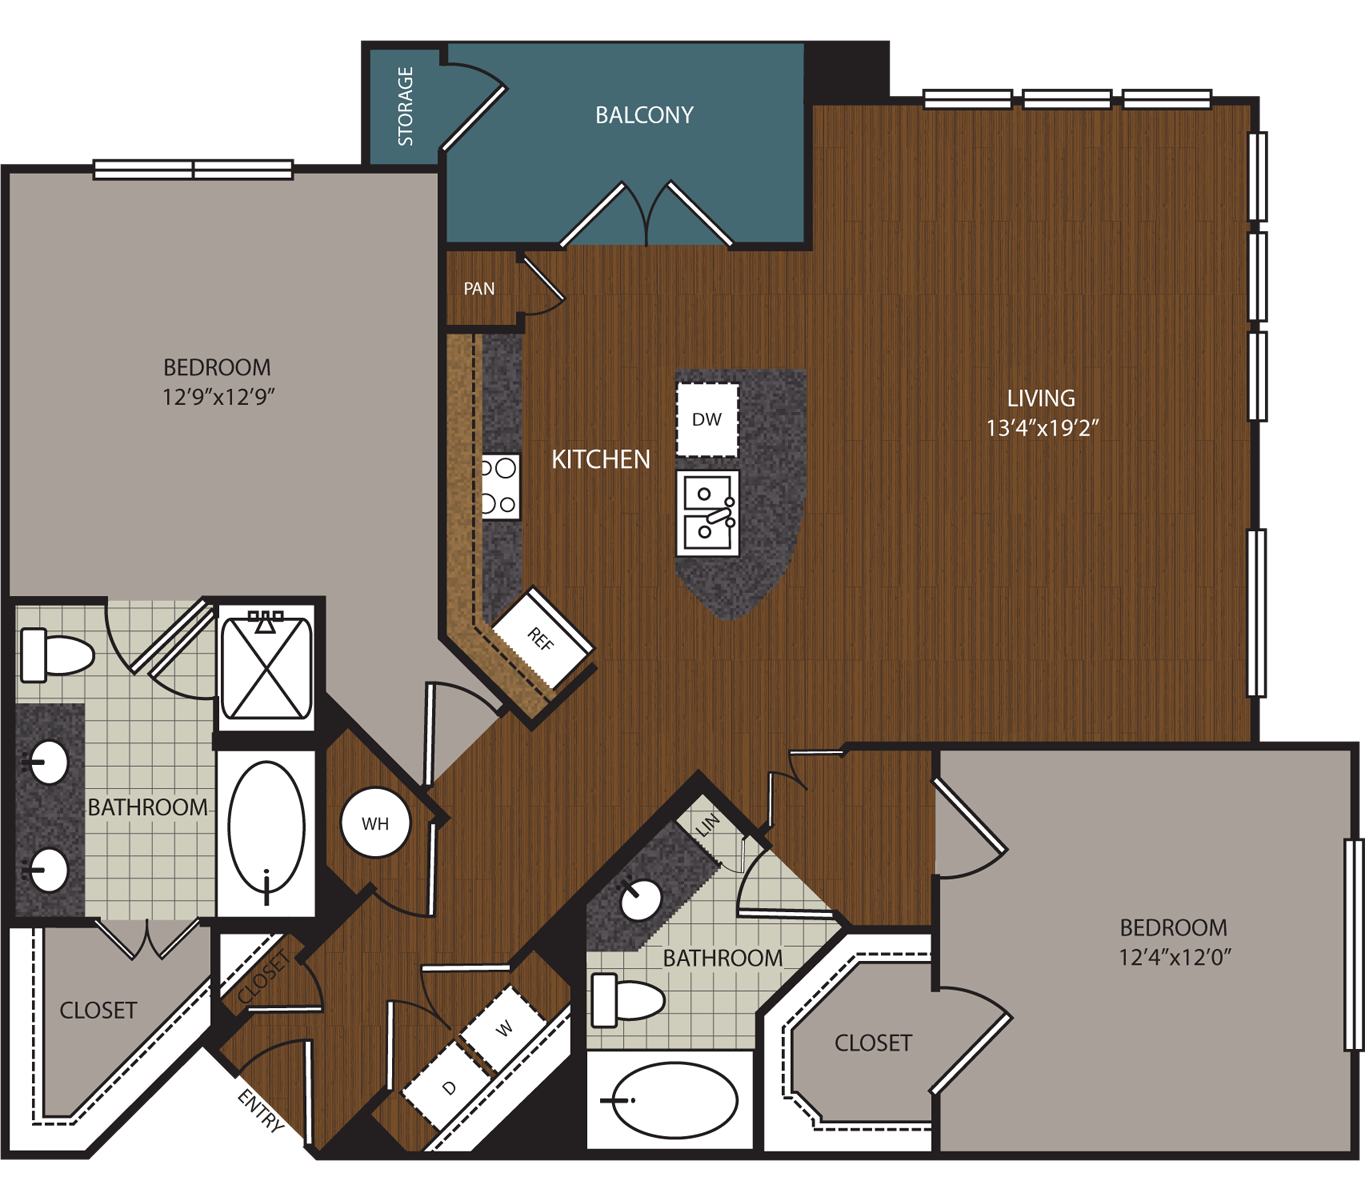 STORAGE
BALCONY
PAN
BEDROOM
12’9”x12’9”
LIVING
13’4”x19’2”
DW
KITCHEN
REF
BATHROOM
WH
LIN
BEDROOM
12’4”x12’0”
BATHROOM
CLOSET
CLOSET
CLOSET
W
D
ENTRY